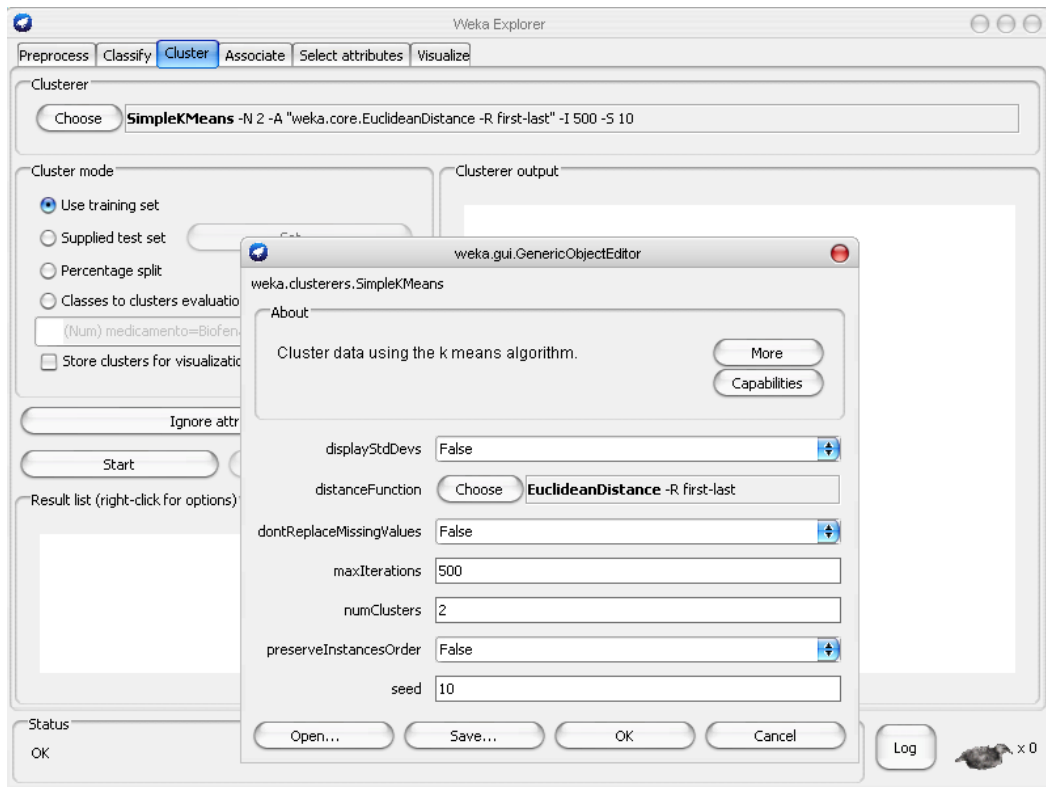 Weka Explorer
Preprocess Classify Cluster Associate Select attributes Visualize
Clusterer
Choose SimpleKMeans -N 2 -A "weka.core.EuclideanDistance -R first-last" -I 500 -S 10
Cluster mode
Use training set
Supplied test set
Percentage split
Classes to clusters evaluatio
(Num) medicamento=Biofen
Store clusters for visualizatic
Ignore attr
Start
Result list (right-click for options)
Clusterer output
weka.gui.GenericObjectEditor
weka.clusterers.SimpleKMeans
About
Cluster data using the k means algorithm.
More
Capabilities
displayStdDevs False
distanceFunction Choose EuclideanDistance -R first-last
dontReplaceMissingValues False
maxIterations 500
numClusters 2
preserveInstancesOrder False
seed 10
Open... Save... OK Cancel
Status
OK
Log
x 0